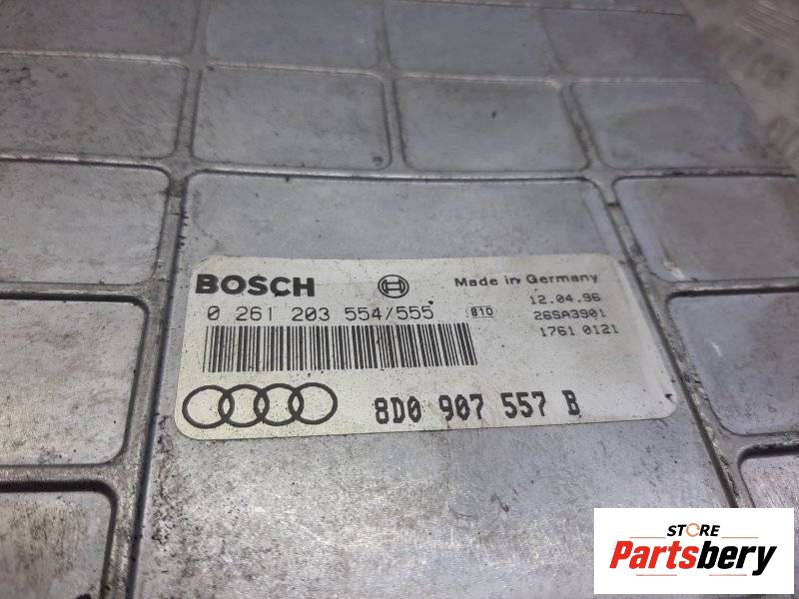 BOSCH
Made in Germany
0 261 203 554/555
810
12.04.96
26SA3901
1761 0121
8D0 907 557 B
STORE
Partsbery